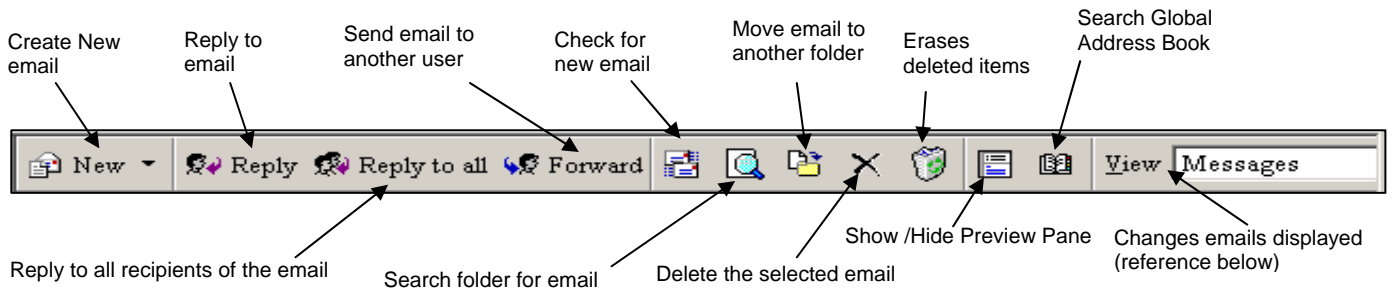 Create New
email
Reply to
email
Send email to
another user
Check for
new email
Move email to
another folder
Erases
deleted items
Search Global
Address Book
New Reply Reply to all Forward View Messages
Reply to all recipients of the email
Search folder for email
Delete the selected email
Show /Hide Preview Pane
Changes emails displayed
(reference below)